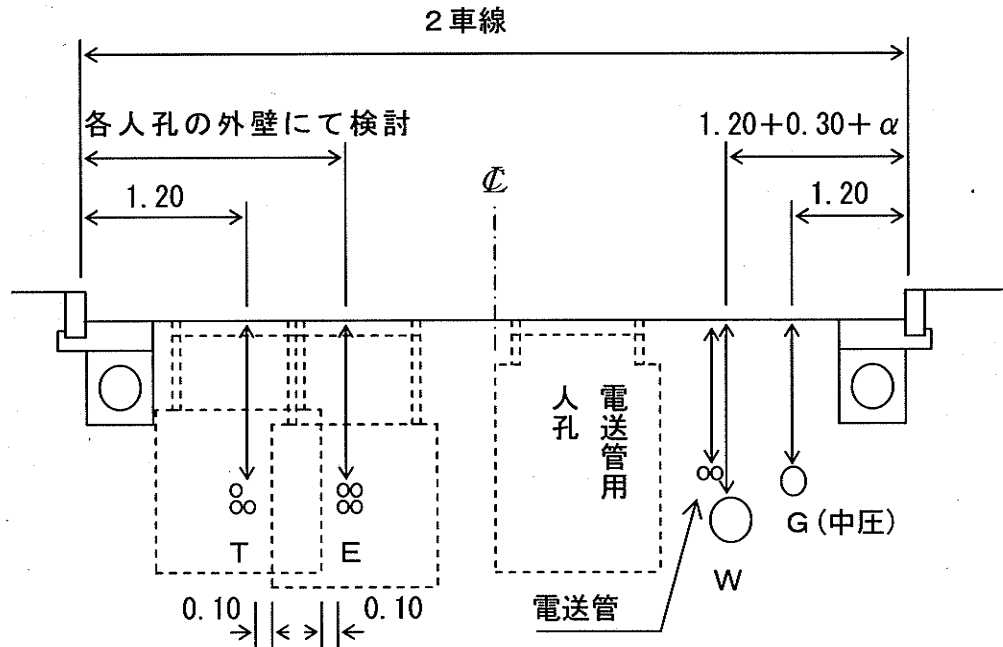 2車線
各人孔の外壁にて検討
1.20+0.30+α
1.20
℄
1.20
人孔
電送管用
T
E
G(中圧)
W
0.10
0.10
電送管